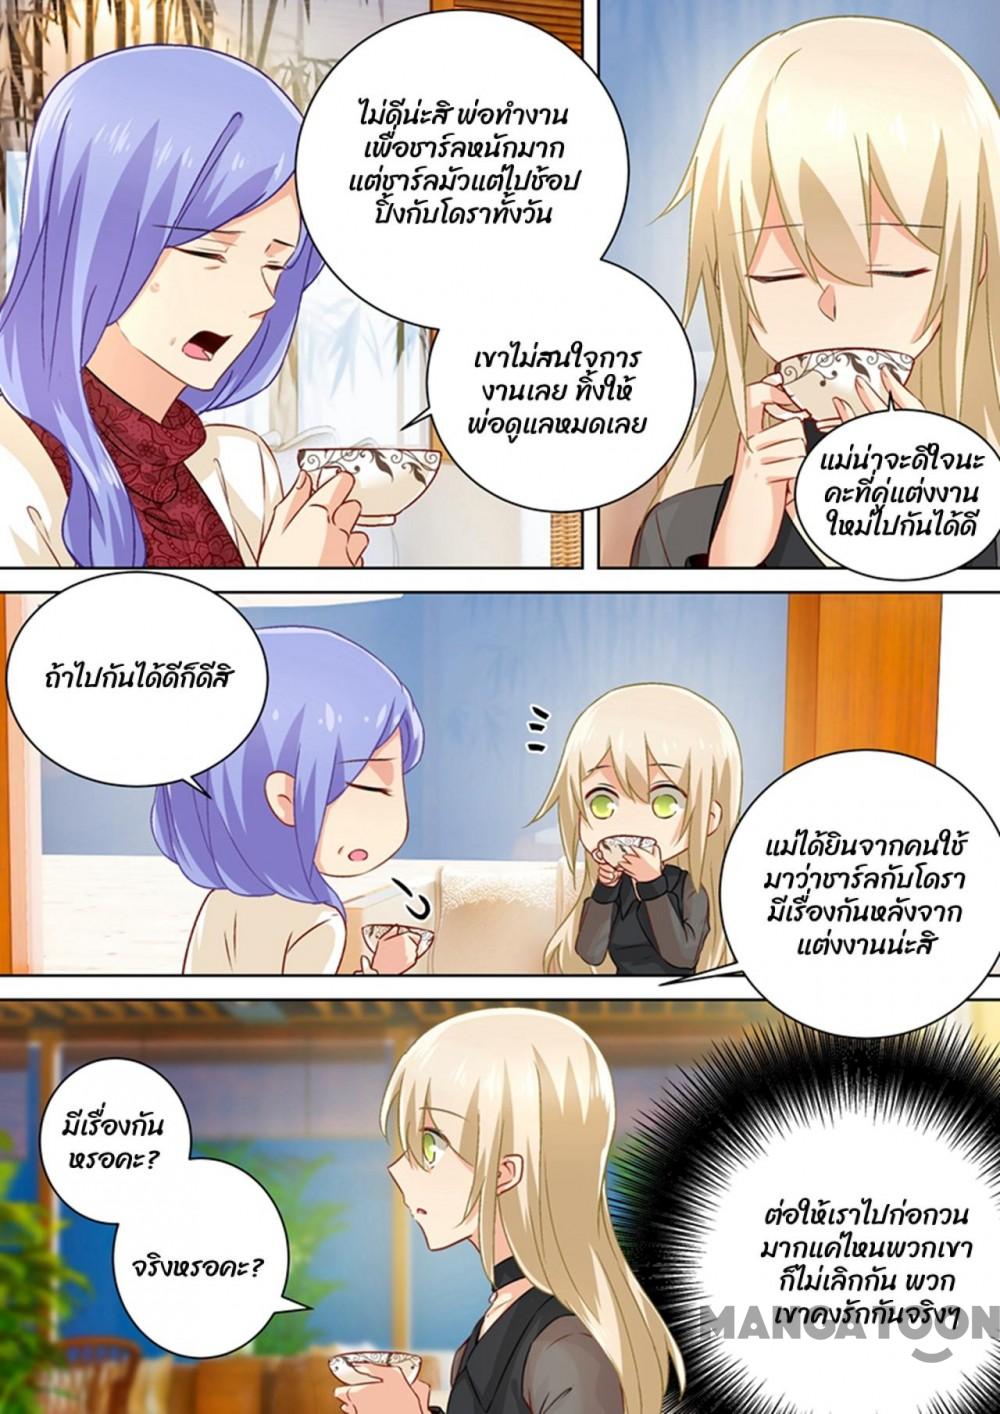 ไม่ดีน่ะสิ พ่อทำงาน
เพื่อชาร์ลหนักมาก
แต่ชาร์ลมัวแต่ไปช้อป
ปิ้งกับโดราทั้งวัน
เขาไม่สนใจการ
งานเลย ทิ้งให้
พ่อดูแลหมดเลย
แม่น่าจะดีใจนะ
คะที่คู่แต่งงาน
ใหม่ไปกันได้ดี
ถ้าไปกันได้ดีก็ดีสิ
แม่ได้ยินจากคนใช้
มาว่าชาร์ลกับโดรา
มีเรื่องกันหลังจาก
แต่งงานน่ะสิ
มีเรื่องกัน
หรอคะ?
จริงหรอคะ?
ต่อให้เราไปก่อกวน
มากแค่ไหนพวกเขา
ก็ไม่เลิกกัน พวก
เขาคงรักกันจริงๆ
MANGATOON